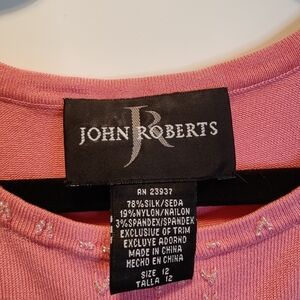 JR
JOHN ROBERTS
RN 23937
78%SILK/SEDA
19%NYLON/NAILON
3%SPANDEX/SPANDEX
EXCLUSIVE OF TRIM
EXCLUYE ADORNO
MADE IN CHINA
HECHO EN CHINA
SIZE 12
TALLA 12